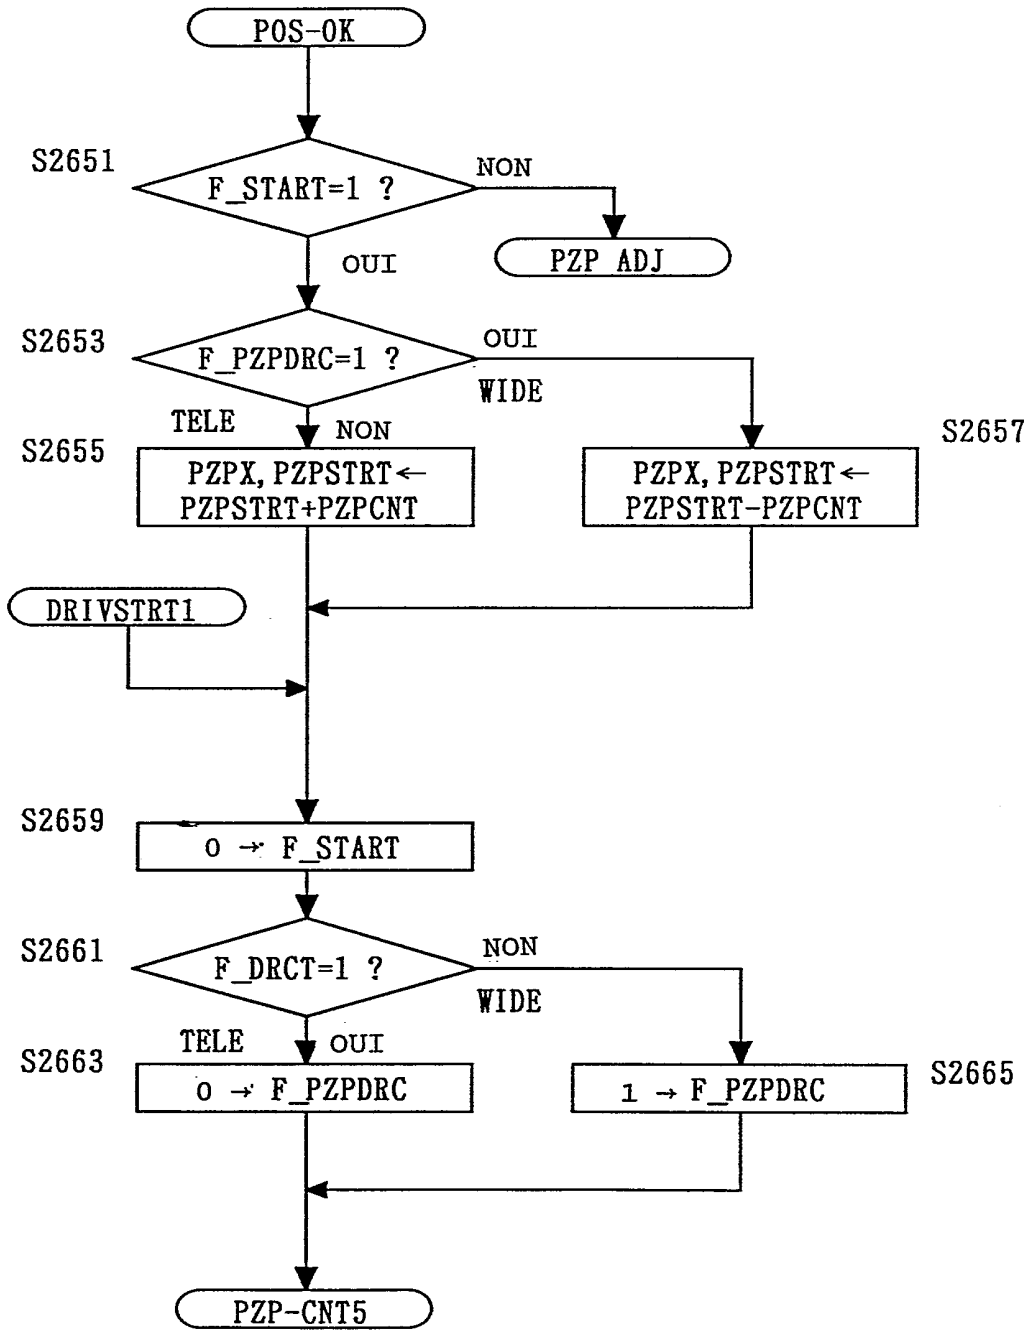 POS-OK
S2651
F_START=1 ?
NON
OUI
PZP ADJ
S2653
F_PZPDRC=1 ?
OUI
WIDE
TELE
NON
S2655
PZPX, PZPSTRT←
PZPSTRT+PZPCNT
S2657
PZPX, PZPSTRT←
PZPSTRT-PZPCNT
DRIVSTRT1
S2659
0 → F_START
S2661
F_DRCT=1 ?
NON
WIDE
TELE
OUI
S2663
0 → F_PZPDRC
S2665
1 → F_PZPDRC
PZP-CNT5